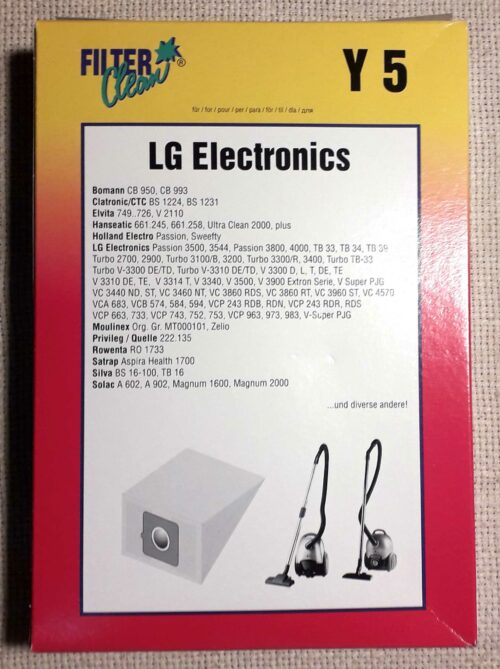 FILTER
Clean ®
Y 5
für / for / pour / per / para / för / til / dla / для
LG Electronics
Bomann CB 950, CB 993
Clatronic/CTC BS 1224, BS 1231
Elvita 749..726, V 2110
Hanseatic 661.245, 661.258, Ultra Clean 2000, plus
Holland Electro Passion, Sweefty
LG Electronics Passion 3500, 3544, Passion 3800, 4000, TB 33, TB 34, TB 39
Turbo 2700, 2900, Turbo 3100/B, 3200, Turbo 3300/R, 3400, Turbo TB-33
Turbo V-3300 DE/TD, Turbo V-3310 DE/TD, V 3300 D, L, T, DE, TE
V 3310 DE, TE, V 3314 T, V 3340, V 3500, V 3900 Extron Serie, V Super PJG
VC 3440 ND, ST, VC 3460 NT, VC 3860 RDS, VC 3860 RT, VC 3960 ST, VC 4570
VCA 683, VCB 574, 584, 594, VCP 243 RDB, RDN, VCP 243 RDR, RDS
VCP 663, 733, VCP 743, 752, 753, VCP 963, 973, 983, V-Super PJG
Moulinex Org. Gr. MT000101, Zelio
Privileg / Quelle 222.135
Rowenta RO 1733
Satrap Aspira Health 1700
Silva BS 16-100, TB 16
Solac A 602, A 902, Magnum 1600, Magnum 2000
...und diverse andere!